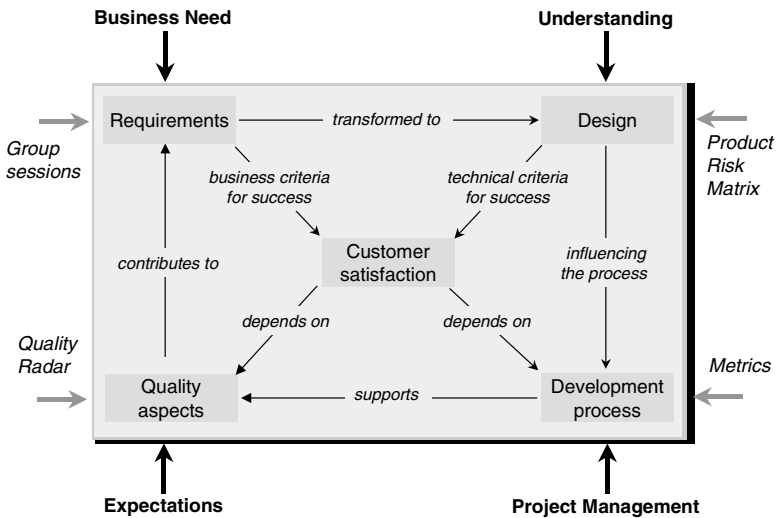 Business Need
Understanding
Requirements
transformed to
Design
Group
sessions
Product
Risk
Matrix
business criteria
for success
technical criteria
for success
Customer
satisfaction
contributes to
influencing
the process
depends on
depends on
Quality
Radar
Metrics
Quality
aspects
supports
Development
process
Expectations
Project Management